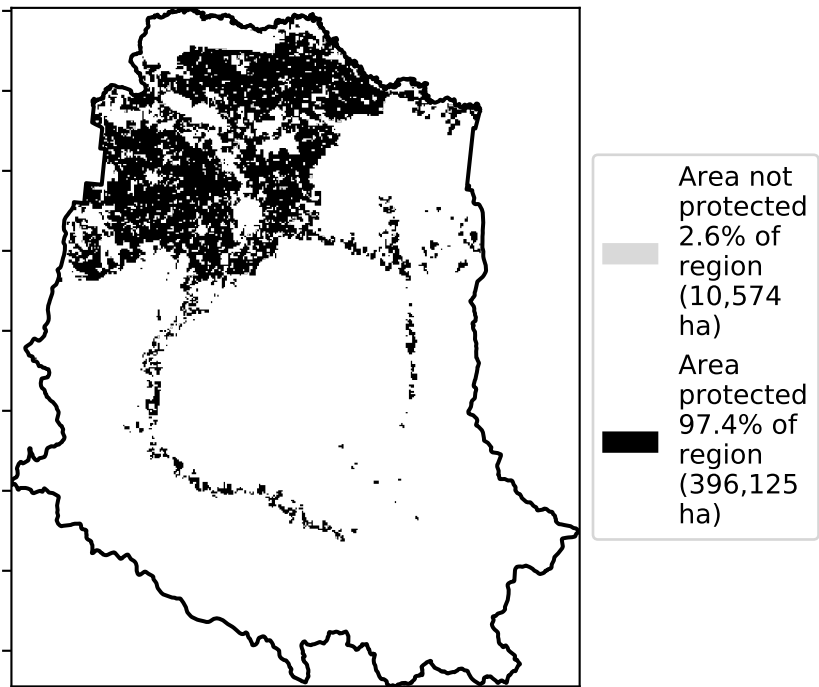 Area not
protected
2.6% of
region
(10,574
ha)
Area
protected
97.4% of
region
(396,125
ha)